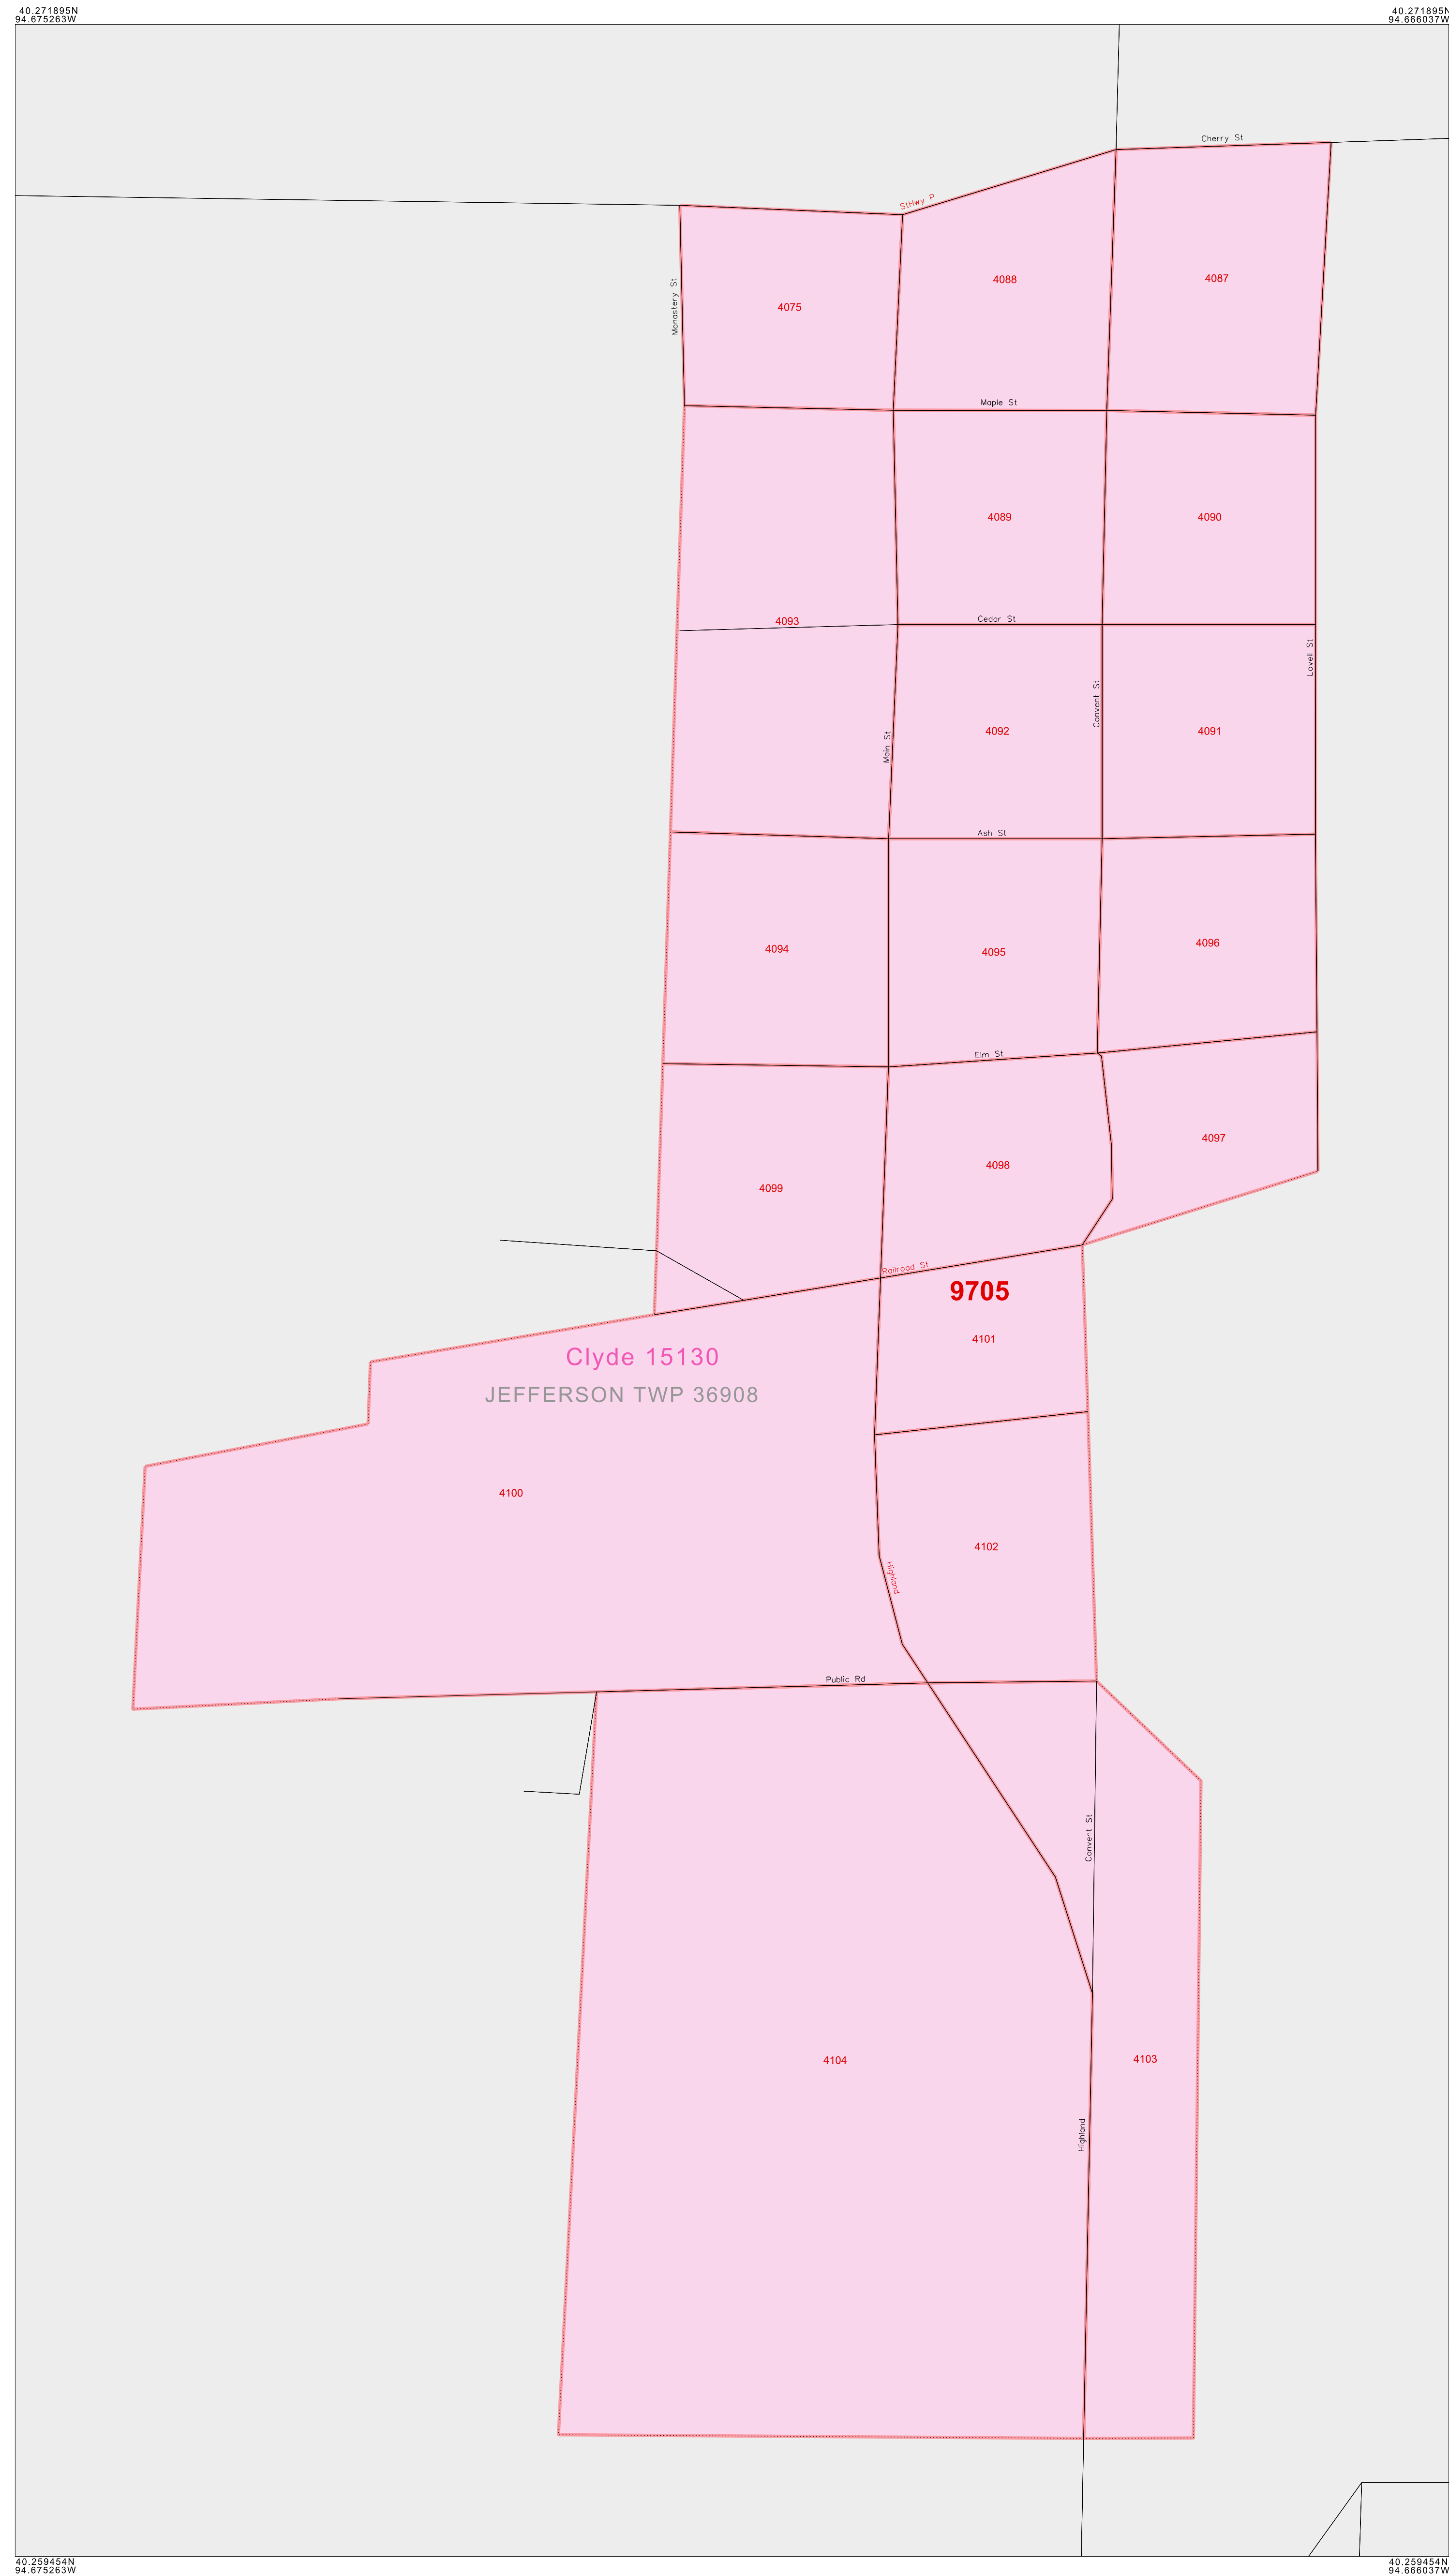 40.271895N
94.675263W
40.271895N
94.666037W
Cherry St
StHwy P
Monastery St
4075
4088
4087
Maple St
4089
4090
4093
Cedar St
Lovell St
Convent St
Main St
4092
4091
Ash St
4094
4095
4096
Elm St
4099
4098
4097
Railroad St
9705
4101
Clyde 15130
JEFFERSON TWP 36908
4100
4102
Highland
Public Rd
Convent St
4104
4103
Highland
40.259454N
94.675263W
40.259454N
94.666037W